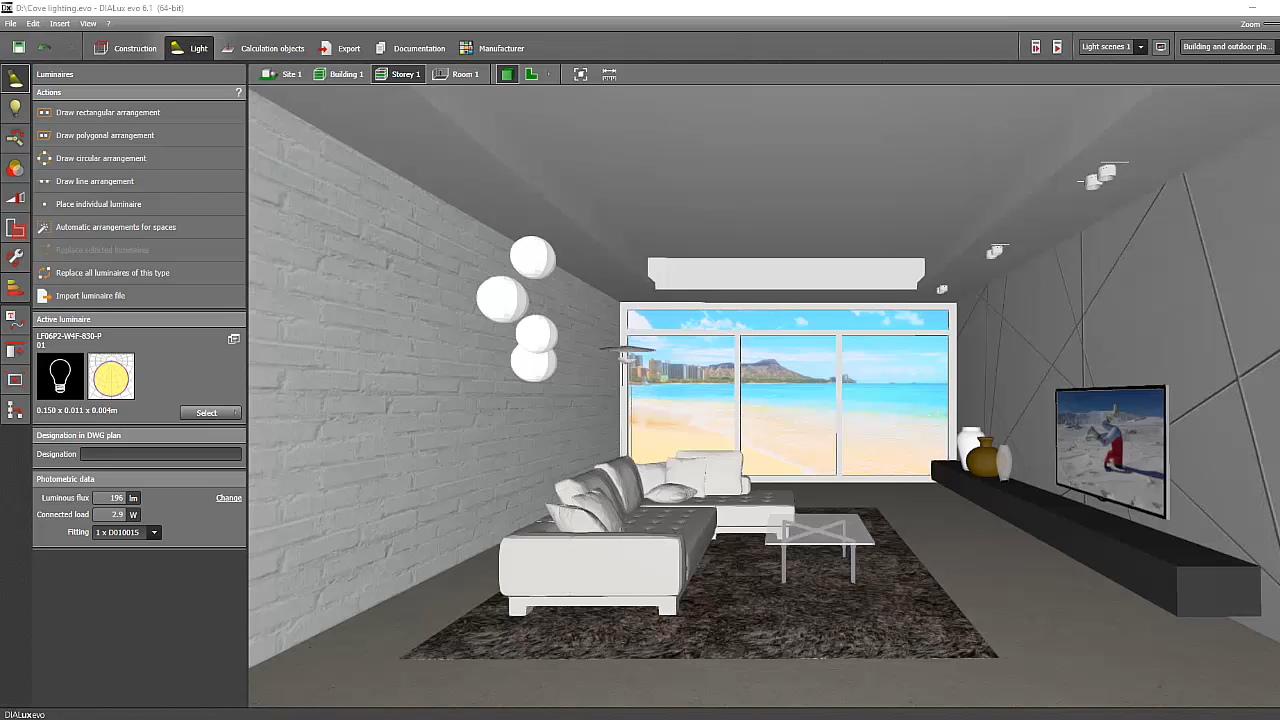 D:\Cove lighting.evo - DIALux evo 6.1 (64-bit)
File Edit Insert View ?
Zoom
Construction Light Calculation objects Export Documentation Manufacturer
Light scenes 1 Building and outdoor pla...
Luminaires
Site 1 Building 1 Storey 1 Room 1
Actions ?
Draw rectangular arrangement
Draw polygonal arrangement
Draw circular arrangement
Draw line arrangement
Place individual luminaire
Automatic arrangements for spaces
Replace selected luminaires
Replace all luminaires of this type
Import luminaire file
Active luminaire
LF06P2-W4F-830-P
01
0.150 x 0.011 x 0.004m Select
Designation in DWG plan
Designation
Photometric data
Luminous flux 196 lm Change
Connected load 2.9 W
Fitting 1 x D010015
DIALux evo